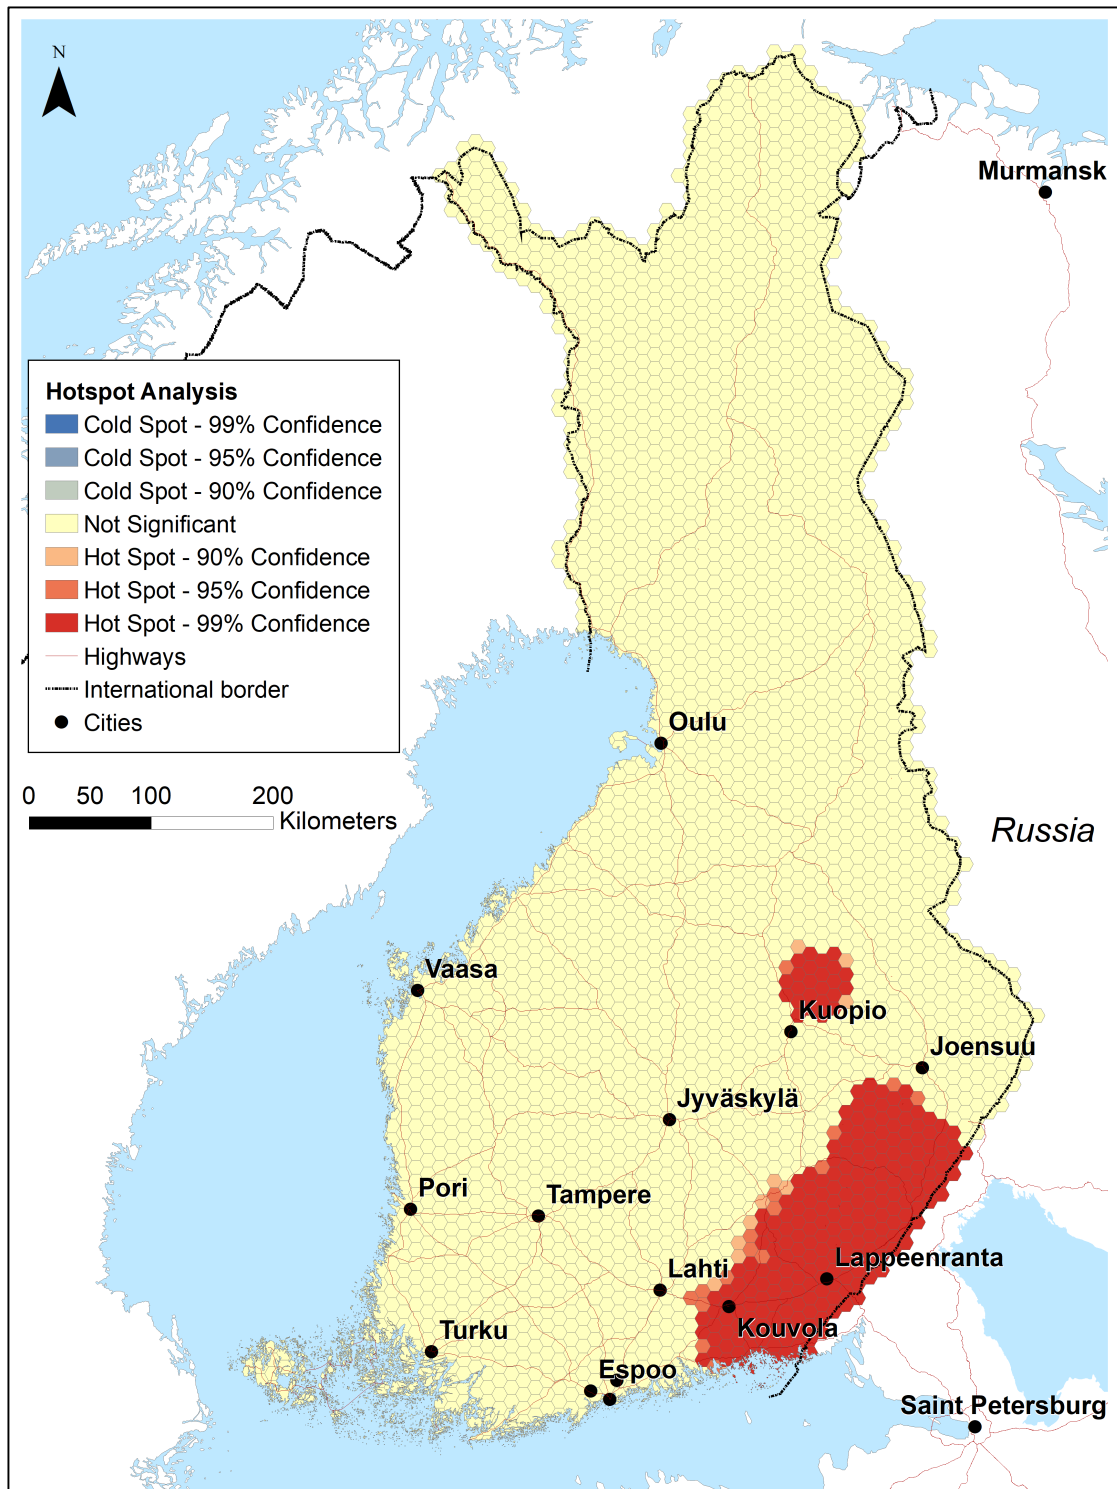 N
Murmansk
Hotspot Analysis
Cold Spot - 99% Confidence
Cold Spot - 95% Confidence
Cold Spot - 90% Confidence
Not Significant
Hot Spot - 90% Confidence
Hot Spot - 95% Confidence
Hot Spot - 99% Confidence
Highways
International border
Cities
Oulu
0 50 100 200
Kilometers
Russia
Vaasa
Kuopio
Joensuu
Jyväskylä
Pori
Tampere
Lappeenranta
Lahti
Kouvola
Turku
Espoo
Saint Petersburg